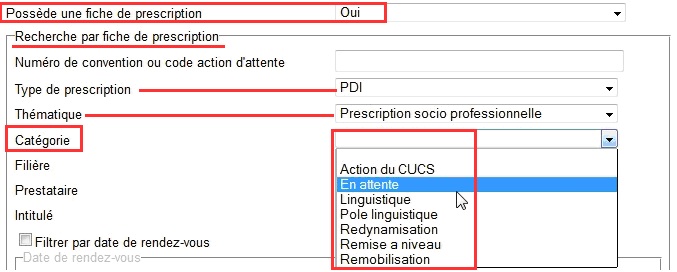 Possède une fiche de prescription Oui
Recherche par fiche de prescription
Numéro de convention ou code action d'attente
Type de prescription PDI
Thématique Prescription socio professionnelle
Catégorie
Filière
Action du CUCS
En attente
Prestataire
Linguistique
Intitulé
Pole linguistique
Redynamisation
Filtrer par date de rendez-vous
Remise a niveau
Date de rendez-vous
Remobilisation